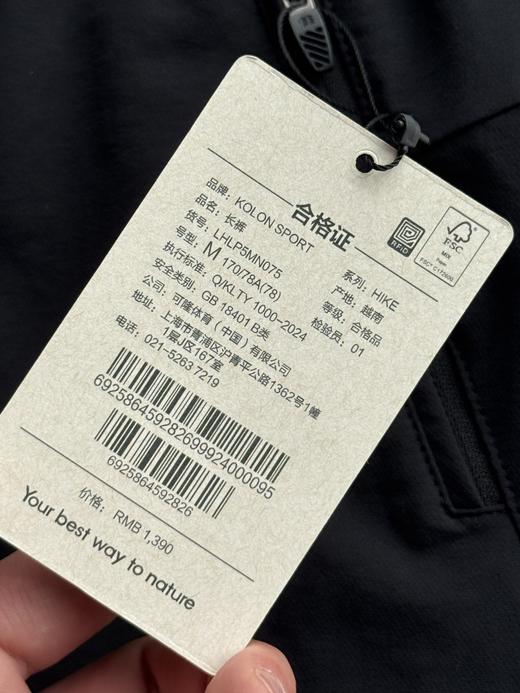 合格证
品牌: KOLON SPORT
品名: 长裤
货号: LHLP5MN075
号型: M 170/78A(78)
执行标准: Q/KLTY 1000-2024
安全类别: GB 18401 B类
公司: 可隆体育（中国）有限公司
地址: 上海市青浦区沪青平公路1362号1幢
1层J区167室
电话: 021-5263 7219
系列: HIKE
产地: 越南
等级: 合格品
检验员: 01
RFID
FSC
MIX
Paper
692586459282699924000095
6925864592826
价格: RMB 1,390
Your best way to nature